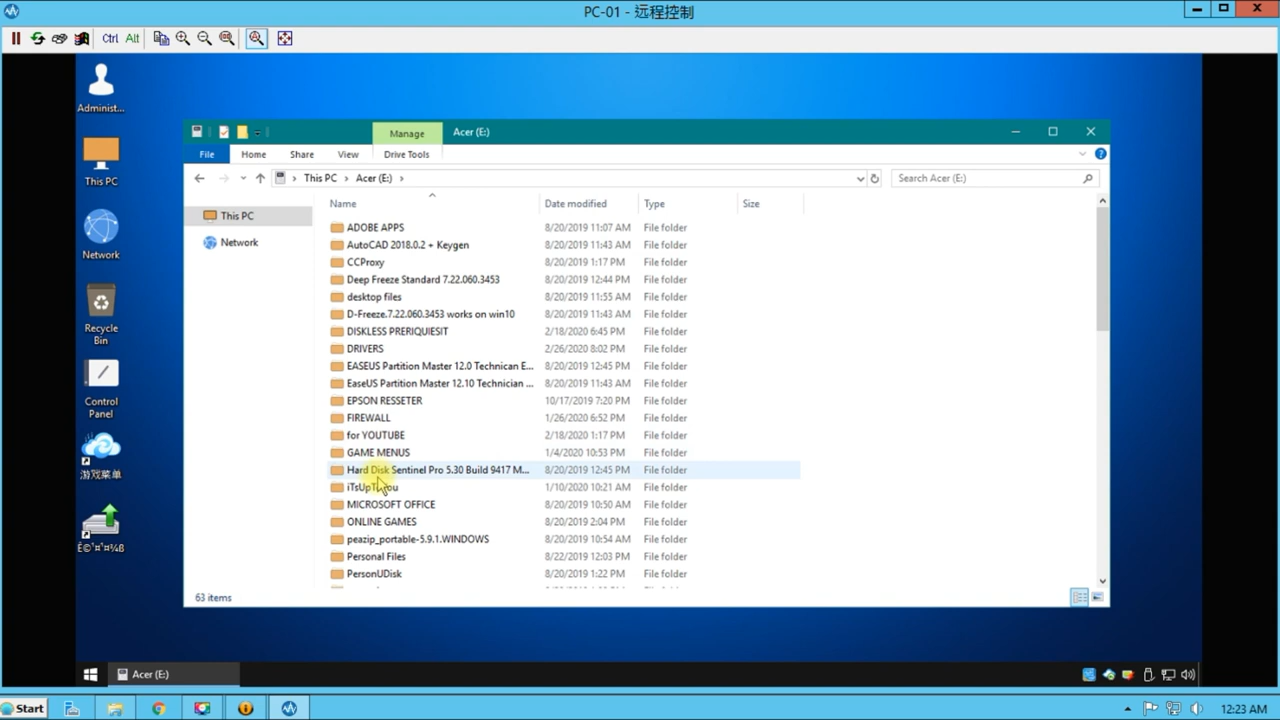 PC-01 - 远程控制
Ctrl Alt
Administ...
This PC
Network
Recycle
Bin
Control
Panel
游戏菜单
Manage
Acer (E:)
File
Home
Share
View
Drive Tools
This PC
Acer (E:)
Search Acer (E:)
This PC
Network
Name Date modified Type Size
ADOBE APPS 8/20/2019 11:07 AM File folder
AutoCAD 2018.0.2 + Keygen 8/20/2019 11:43 AM File folder
CCProxy 8/20/2019 1:17 PM File folder
Deep Freeze Standard 7.22.060.3453 8/20/2019 12:44 PM File folder
desktop files 8/20/2019 11:55 AM File folder
D-Freeze.7.22.060.3453 works on win10 8/20/2019 11:43 AM File folder
DISKLESS PRERIQUIESIT 2/18/2020 6:45 PM File folder
DRIVERS 2/26/2020 8:02 PM File folder
EASEUS Partition Master 12.0 Technican E... 8/20/2019 12:45 PM File folder
EaseUS Partition Master 12.10 Technician ... 8/20/2019 11:43 AM File folder
EPSON RESSETER 10/17/2019 7:20 PM File folder
FIREWALL 1/26/2020 6:52 PM File folder
for YOUTUBE 2/18/2020 1:17 PM File folder
GAME MENUS 1/4/2020 10:53 PM File folder
Hard Disk Sentinel Pro 5.30 Build 9417 M... 8/20/2019 12:45 PM File folder
iTsUpToYou 1/10/2020 10:21 AM File folder
MICROSOFT OFFICE 8/20/2019 10:50 AM File folder
ONLINE GAMES 8/20/2019 2:04 PM File folder
peazip_portable-5.9.1.WINDOWS 8/20/2019 10:54 AM File folder
Personal Files 8/22/2019 12:03 PM File folder
PersonUDisk 8/20/2019 1:22 PM File folder
63 items
Acer (E:)
Start
12:23 AM